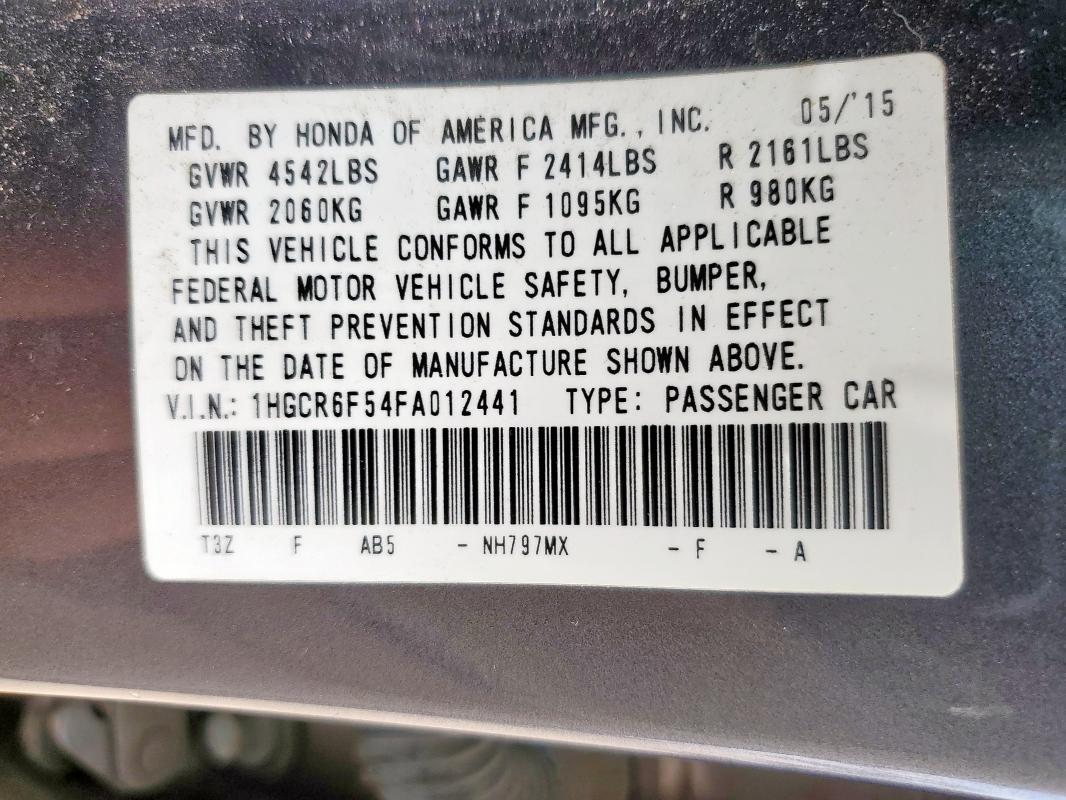 MFD. BY HONDA OF AMERICA MFG., INC. 05/'15
GVWR 4542LBS GAWR F 2414LBS R 2161LBS
GVWR 2060KG GAWR F 1095KG R 980KG
THIS VEHICLE CONFORMS TO ALL APPLICABLE
FEDERAL MOTOR VEHICLE SAFETY, BUMPER,
AND THEFT PREVENTION STANDARDS IN EFFECT
ON THE DATE OF MANUFACTURE SHOWN ABOVE.
V.I.N.: 1HGCR6F54FA012441 TYPE: PASSENGER CAR
T3Z F AB5 - NH797MX - F - A